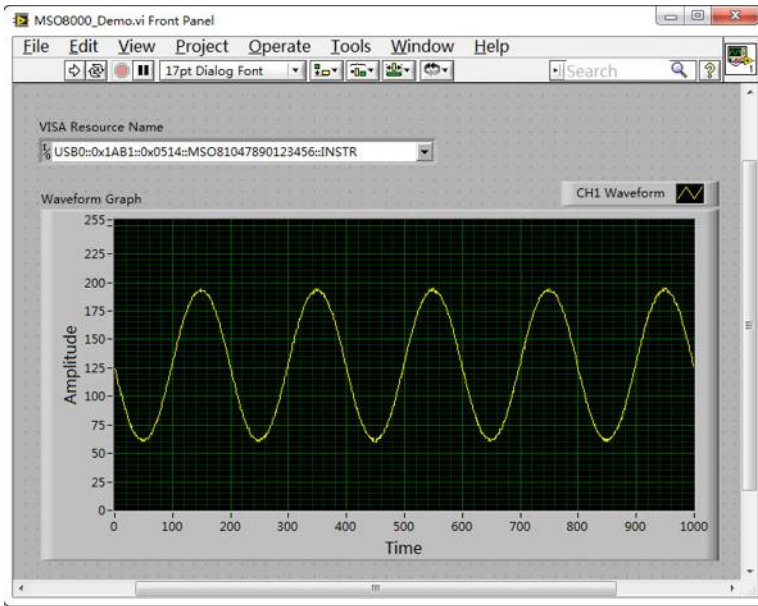 MSO8000_Demo.vi Front Panel
File Edit View Project Operate Tools Window Help
17pt Dialog Font
Search
1
VISA Resource Name
USB0::0x1AB1::0x0514::MSO81047890123456::INSTR
Waveform Graph
CH1 Waveform
255
225
200
175
150
125
100
75
50
25
0
Amplitude
0 100 200 300 400 500 600 700 800 900 1000
Time